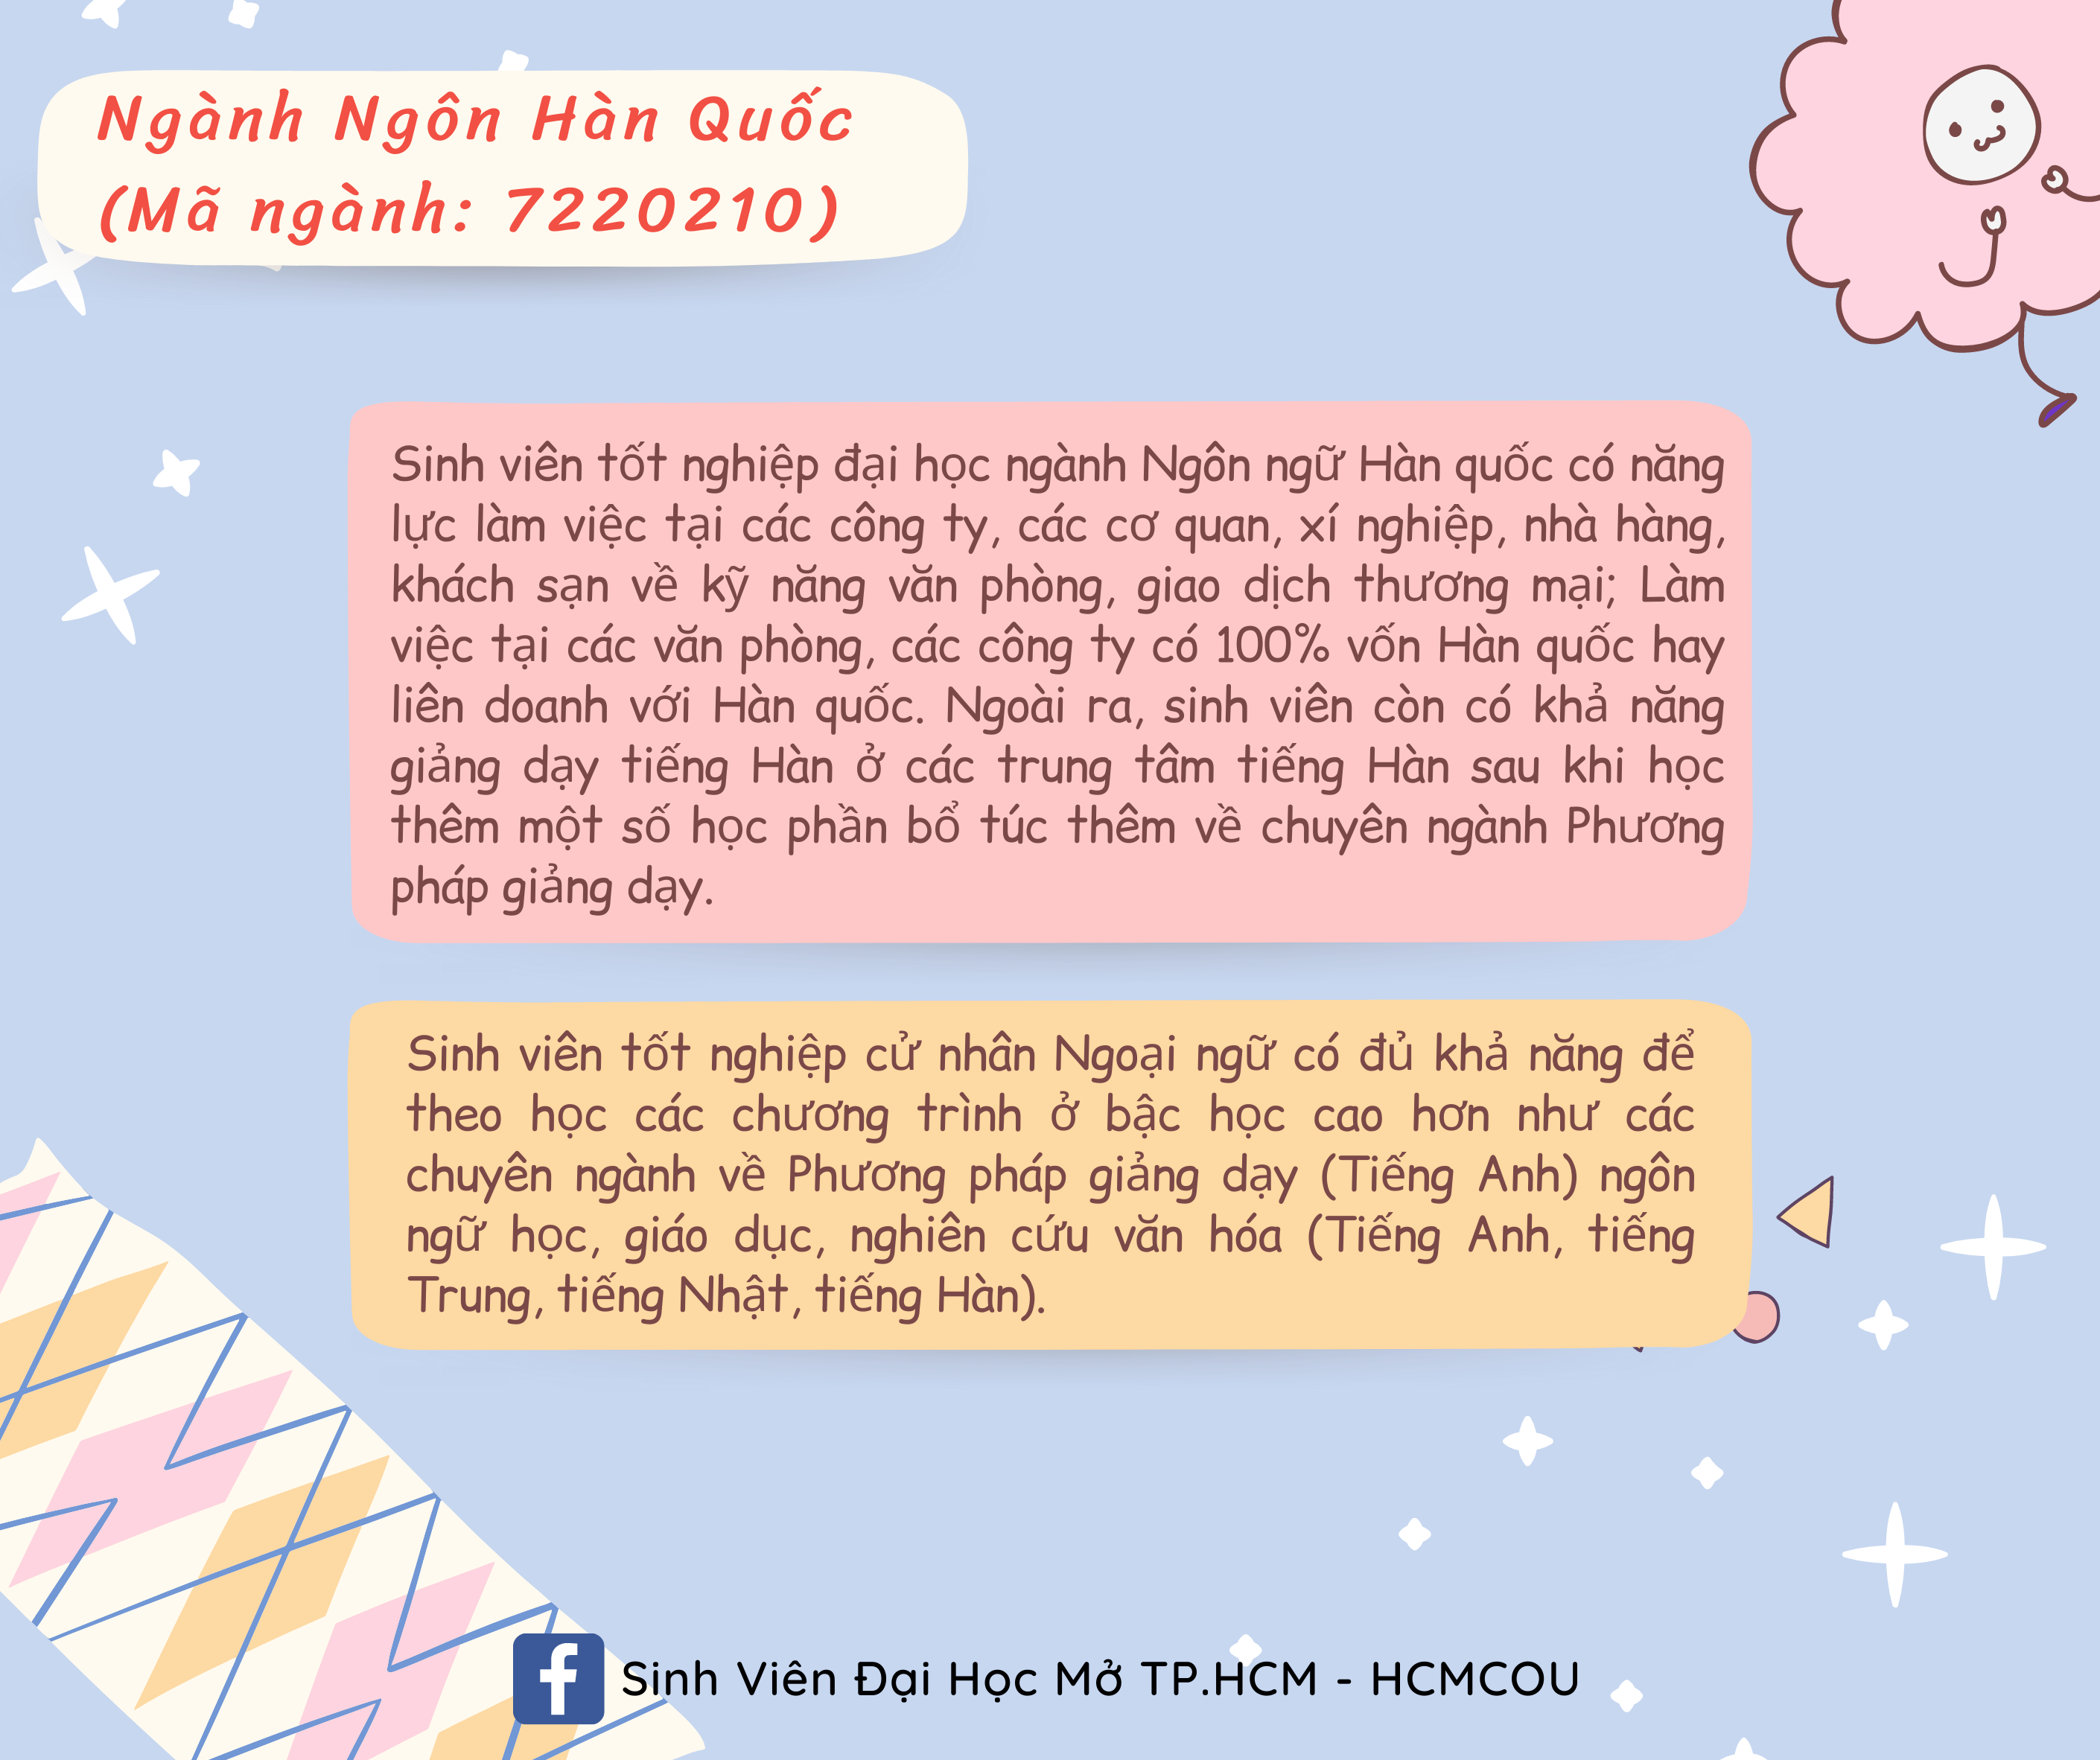 Ngành Ngôn Hàn Quốc
(Mã ngành: 7220210)
Sinh viên tốt nghiệp đại học ngành Ngôn ngữ Hàn quốc có năng
lực làm việc tại các công ty, các cơ quan, xí nghiệp, nhà hàng,
khách sạn về kỹ năng văn phòng, giao dịch thương mại; Làm
việc tại các văn phòng, các công ty có 100% vốn Hàn quốc hay
liên doanh với Hàn quốc. Ngoài ra, sinh viên còn có khả năng
giảng dạy tiếng Hàn ở các trung tâm tiếng Hàn sau khi học
thêm một số học phần bổ túc thêm về chuyên ngành Phương
pháp giảng dạy.
Sinh viên tốt nghiệp cử nhân Ngoại ngữ có đủ khả năng để
theo học các chương trình ở bậc học cao hơn như các
chuyên ngành về Phương pháp giảng dạy (Tiếng Anh) ngôn
ngữ học, giáo dục, nghiên cứu văn hóa (Tiếng Anh, tiếng
Trung, tiếng Nhật, tiếng Hàn).
Sinh Viên Đại Học Mở TP.HCM - HCMCOU